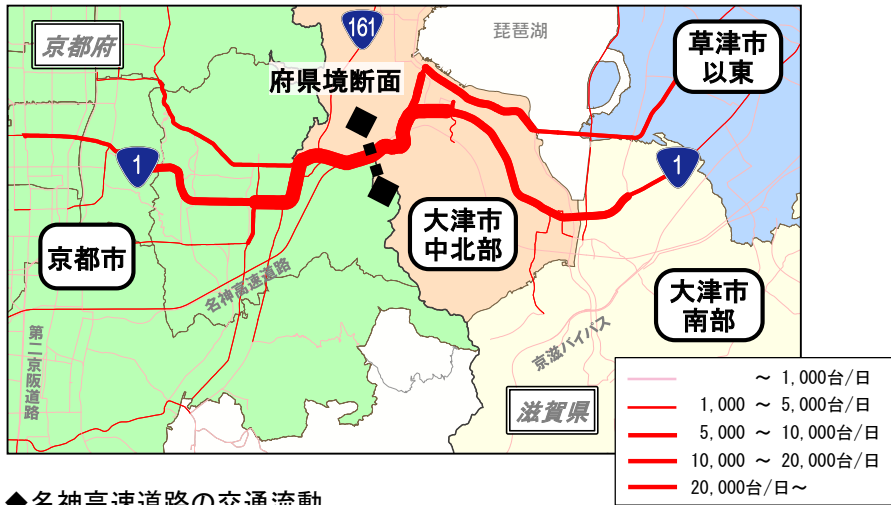 京都府
161
琵琶湖
草津市
以東
府県境断面
1
1
大津市
中北部
京都市
名神高速道路
大津市
南部
第二京阪道路
京滋バイパス
滋賀県
～ 1,000台/日
1,000 ～ 5,000台/日
5,000 ～ 10,000台/日
10,000 ～ 20,000台/日
20,000台/日～
◆名神高速道路の交通流動